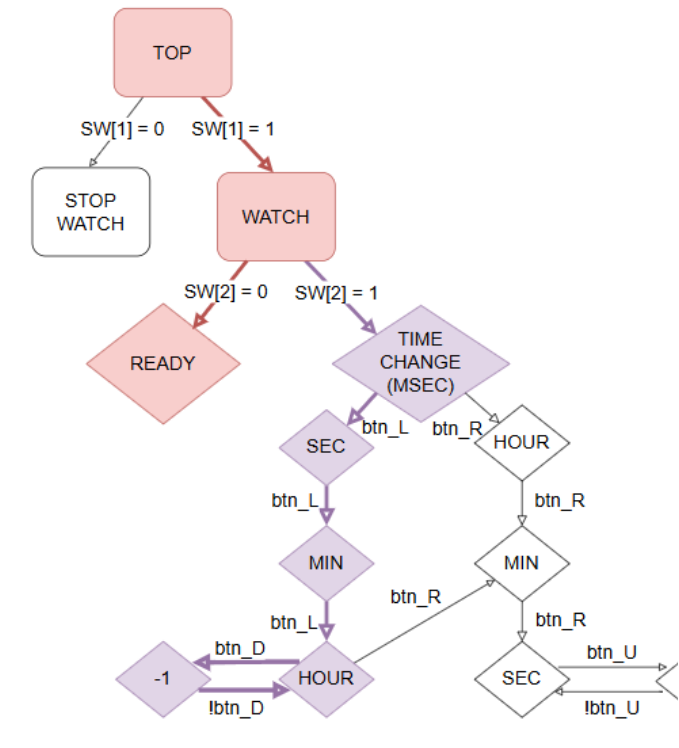 TOP
SW[1] = 0
SW[1] = 1
STOP
WATCH
WATCH
SW[2] = 0
SW[2] = 1
READY
TIME
CHANGE
(MSEC)
btn_L
btn_R
SEC
HOUR
btn_L
btn_R
MIN
MIN
btn_R
btn_L
btn_R
btn_D
btn_U
-1
HOUR
SEC
!btn_D
!btn_U